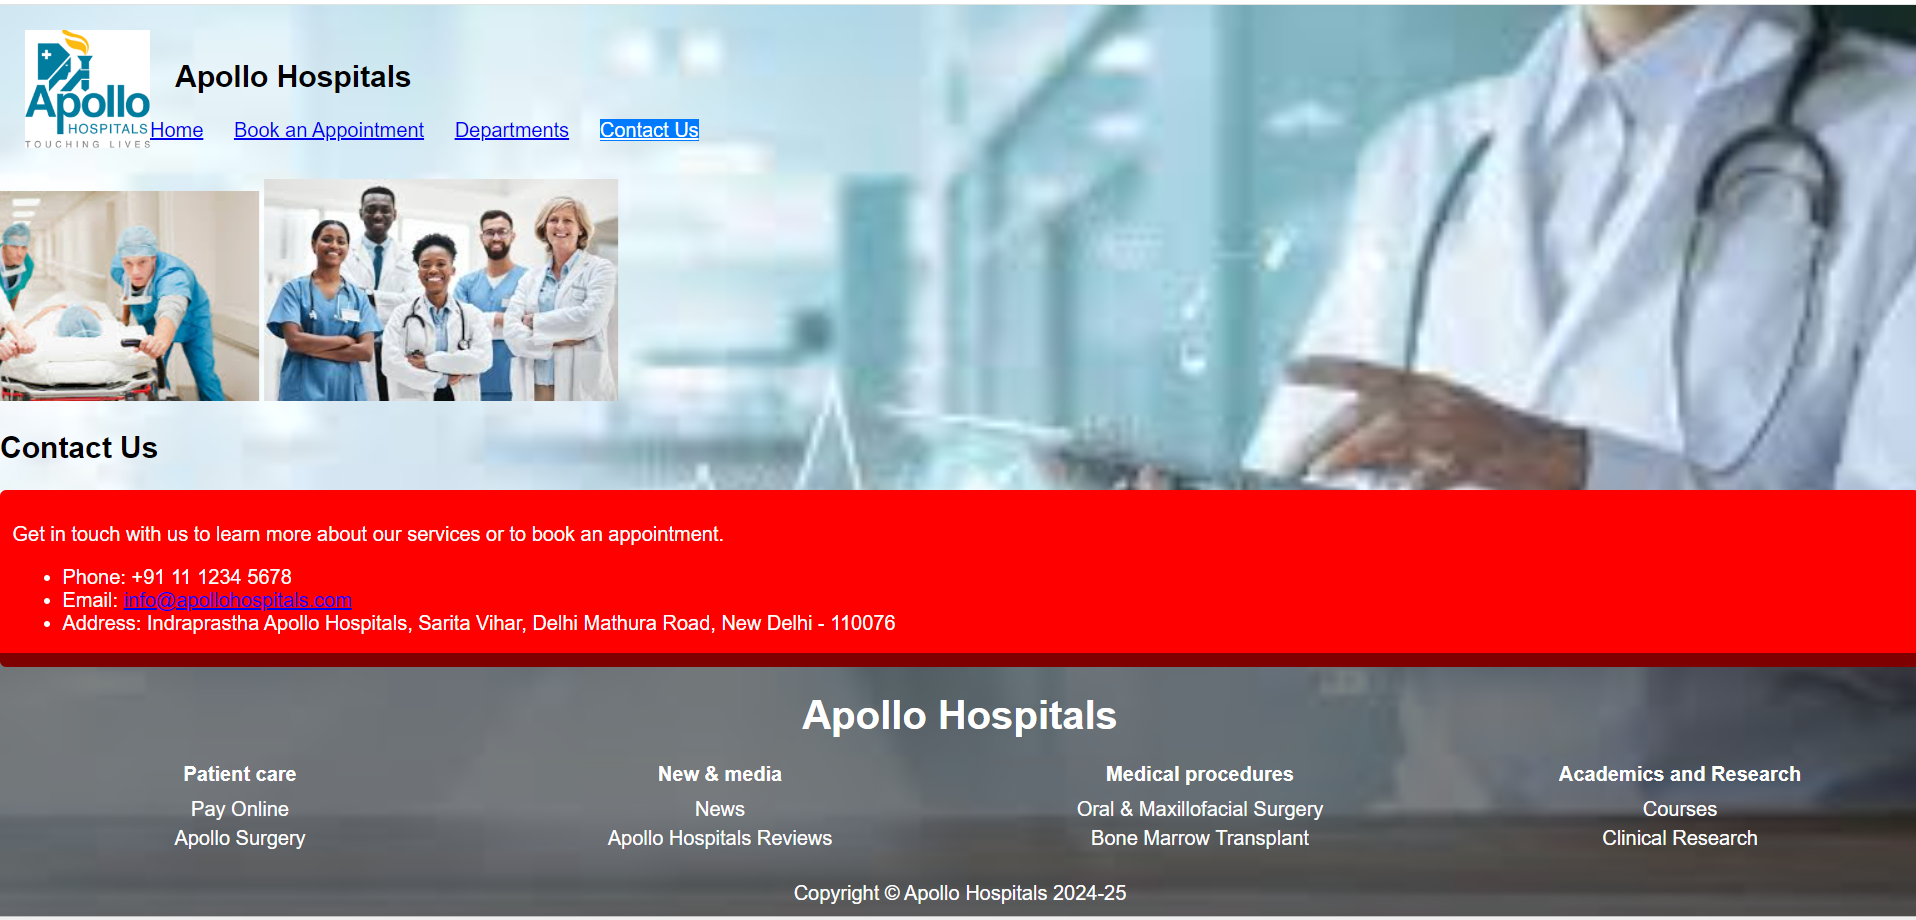 Apollo
HOSPITALS
TOUCHING LIVES
Apollo Hospitals
Home Book an Appointment Departments Contact Us
Contact Us
Get in touch with us to learn more about our services or to book an appointment.
• Phone: +91 11 1234 5678
• Email: info@apollohospitals.com
• Address: Indraprastha Apollo Hospitals, Sarita Vihar, Delhi Mathura Road, New Delhi - 110076
Apollo Hospitals
Patient care New & media Medical procedures Academics and Research
Pay Online News Oral & Maxillofacial Surgery Courses
Apollo Surgery Apollo Hospitals Reviews Bone Marrow Transplant Clinical Research
Copyright © Apollo Hospitals 2024-25